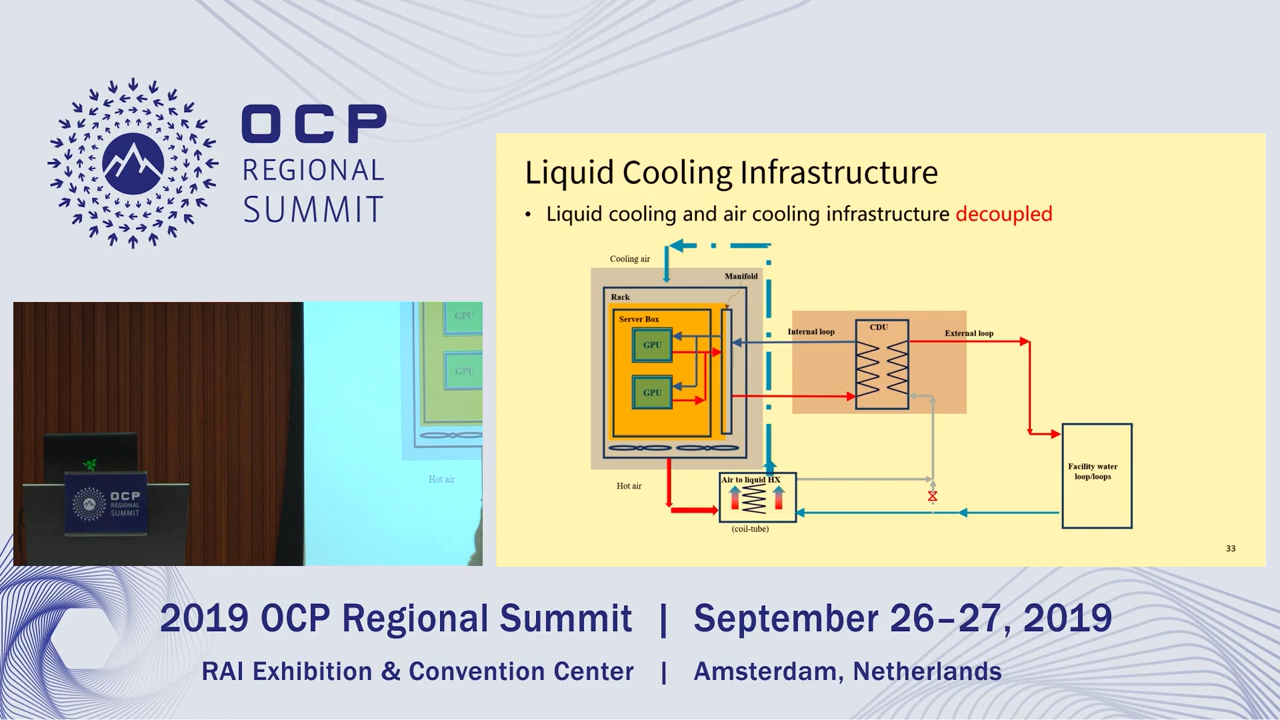 OCP
REGIONAL
SUMMIT
Liquid Cooling Infrastructure
• Liquid cooling and air cooling infrastructure decoupled
Cooling air
Manifold
Rack
Server Box
GPU
GPU
Internal loop
CDU
External loop
Facility water
loop/loops
Hot air
Air to liquid HX
(coil-tube)
33
GPU
GPU
Hot air
OCP
REGIONAL
SUMMIT
2019 OCP Regional Summit | September 26–27, 2019
RAI Exhibition & Convention Center | Amsterdam, Netherlands